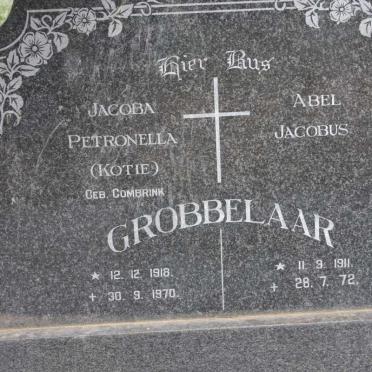 Hier Rus
JACOBA
PETRONELLA
(KOTIE)
GEB. COMBRINK
ABEL
JACOBUS
GROBBELAAR
* 12. 12. 1918.
+ 30. 9. 1970.
* 11. 9. 1911.
+ 28. 7. 72.